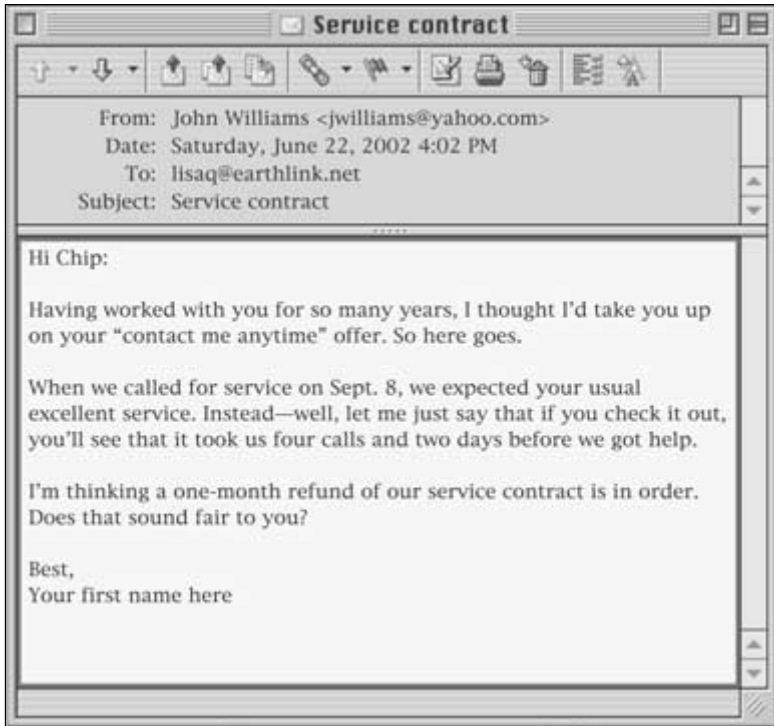 Service contract
From: John Williams <jwilliams@yahoo.com>
Date: Saturday, June 22, 2002 4:02 PM
To: lisaq@earthlink.net
Subject: Service contract
Hi Chip:
Having worked with you for so many years, I thought I’d take you up
on your “contact me anytime” offer. So here goes.
When we called for service on Sept. 8, we expected your usual
excellent service. Instead—well, let me just say that if you check it out,
you’ll see that it took us four calls and two days before we got help.
I’m thinking a one-month refund of our service contract is in order.
Does that sound fair to you?
Best,
Your first name here